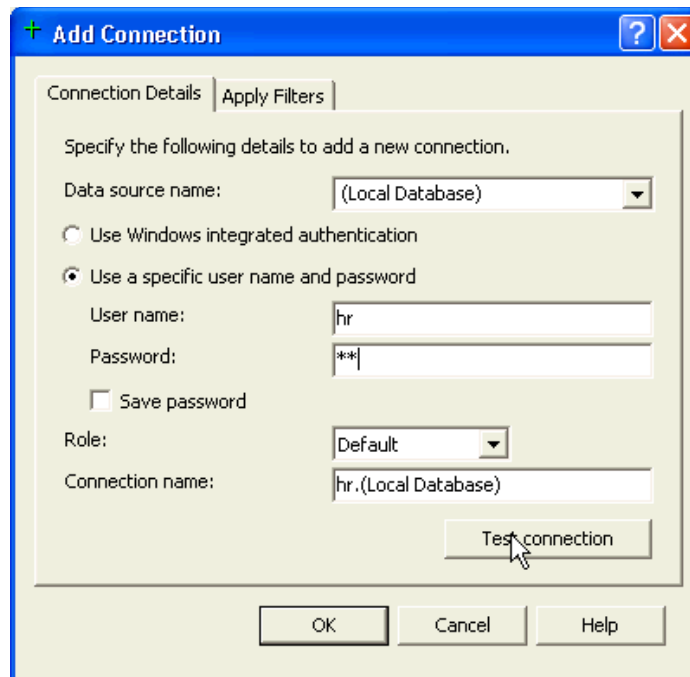 Add Connection
Connection Details
Apply Filters
Specify the following details to add a new connection.
Data source name:
(Local Database)
Use Windows integrated authentication
Use a specific user name and password
User name:
hr
Password:
**
Save password
Role:
Default
Connection name:
hr.(Local Database)
Test connection
OK
Cancel
Help